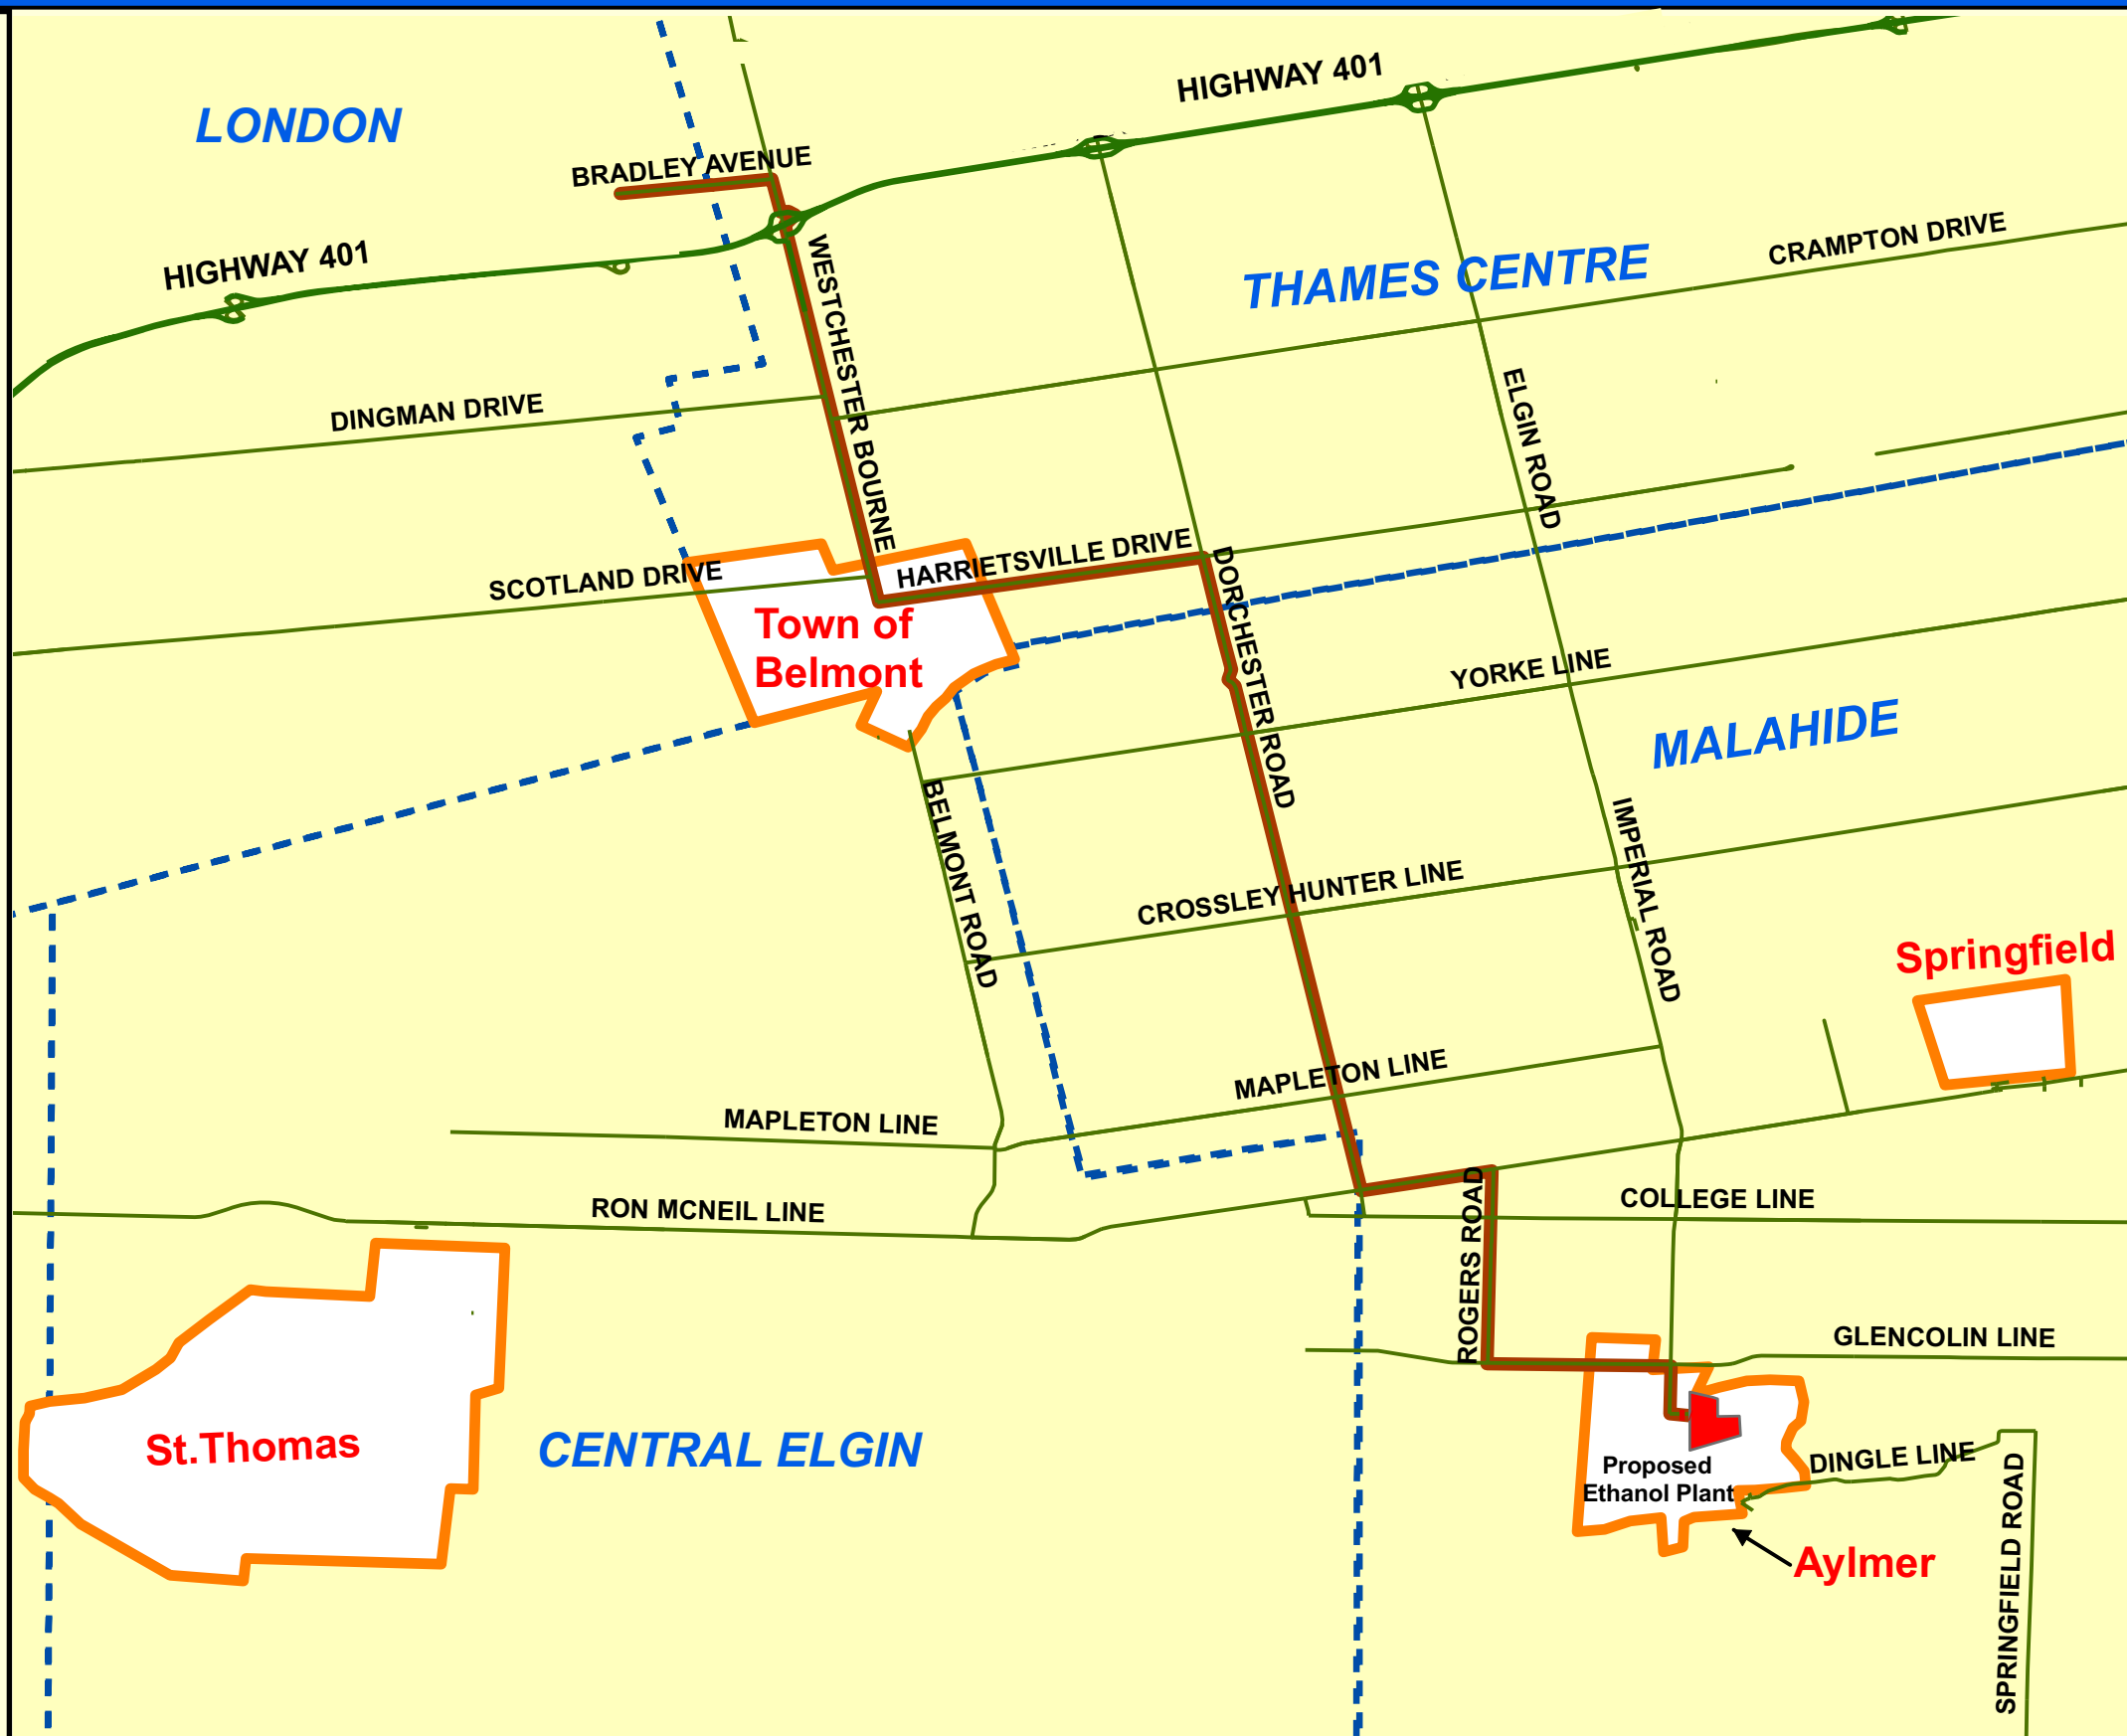 HIGHWAY 401
LONDON
BRADLEY AVENUE
HIGHWAY 401
WESTCHESTER BOURNE
THAMES CENTRE
CRAMPTON DRIVE
DINGMAN DRIVE
ELGIN ROAD
SCOTLAND DRIVE
HARRIETSVILLE DRIVE
DORCHESTER ROAD
Town of
Belmont
YORKE LINE
MALAHIDE
BELMONT ROAD
IMPERIAL ROAD
CROSSLEY HUNTER LINE
Springfield
MAPLETON LINE
MAPLETON LINE
RON MCNEIL LINE
ROGERS ROAD
COLLEGE LINE
GLENCOLIN LINE
St.Thomas
CENTRAL ELGIN
Proposed
Ethanol Plant
DINGLE LINE
SPRINGFIELD ROAD
Aylmer